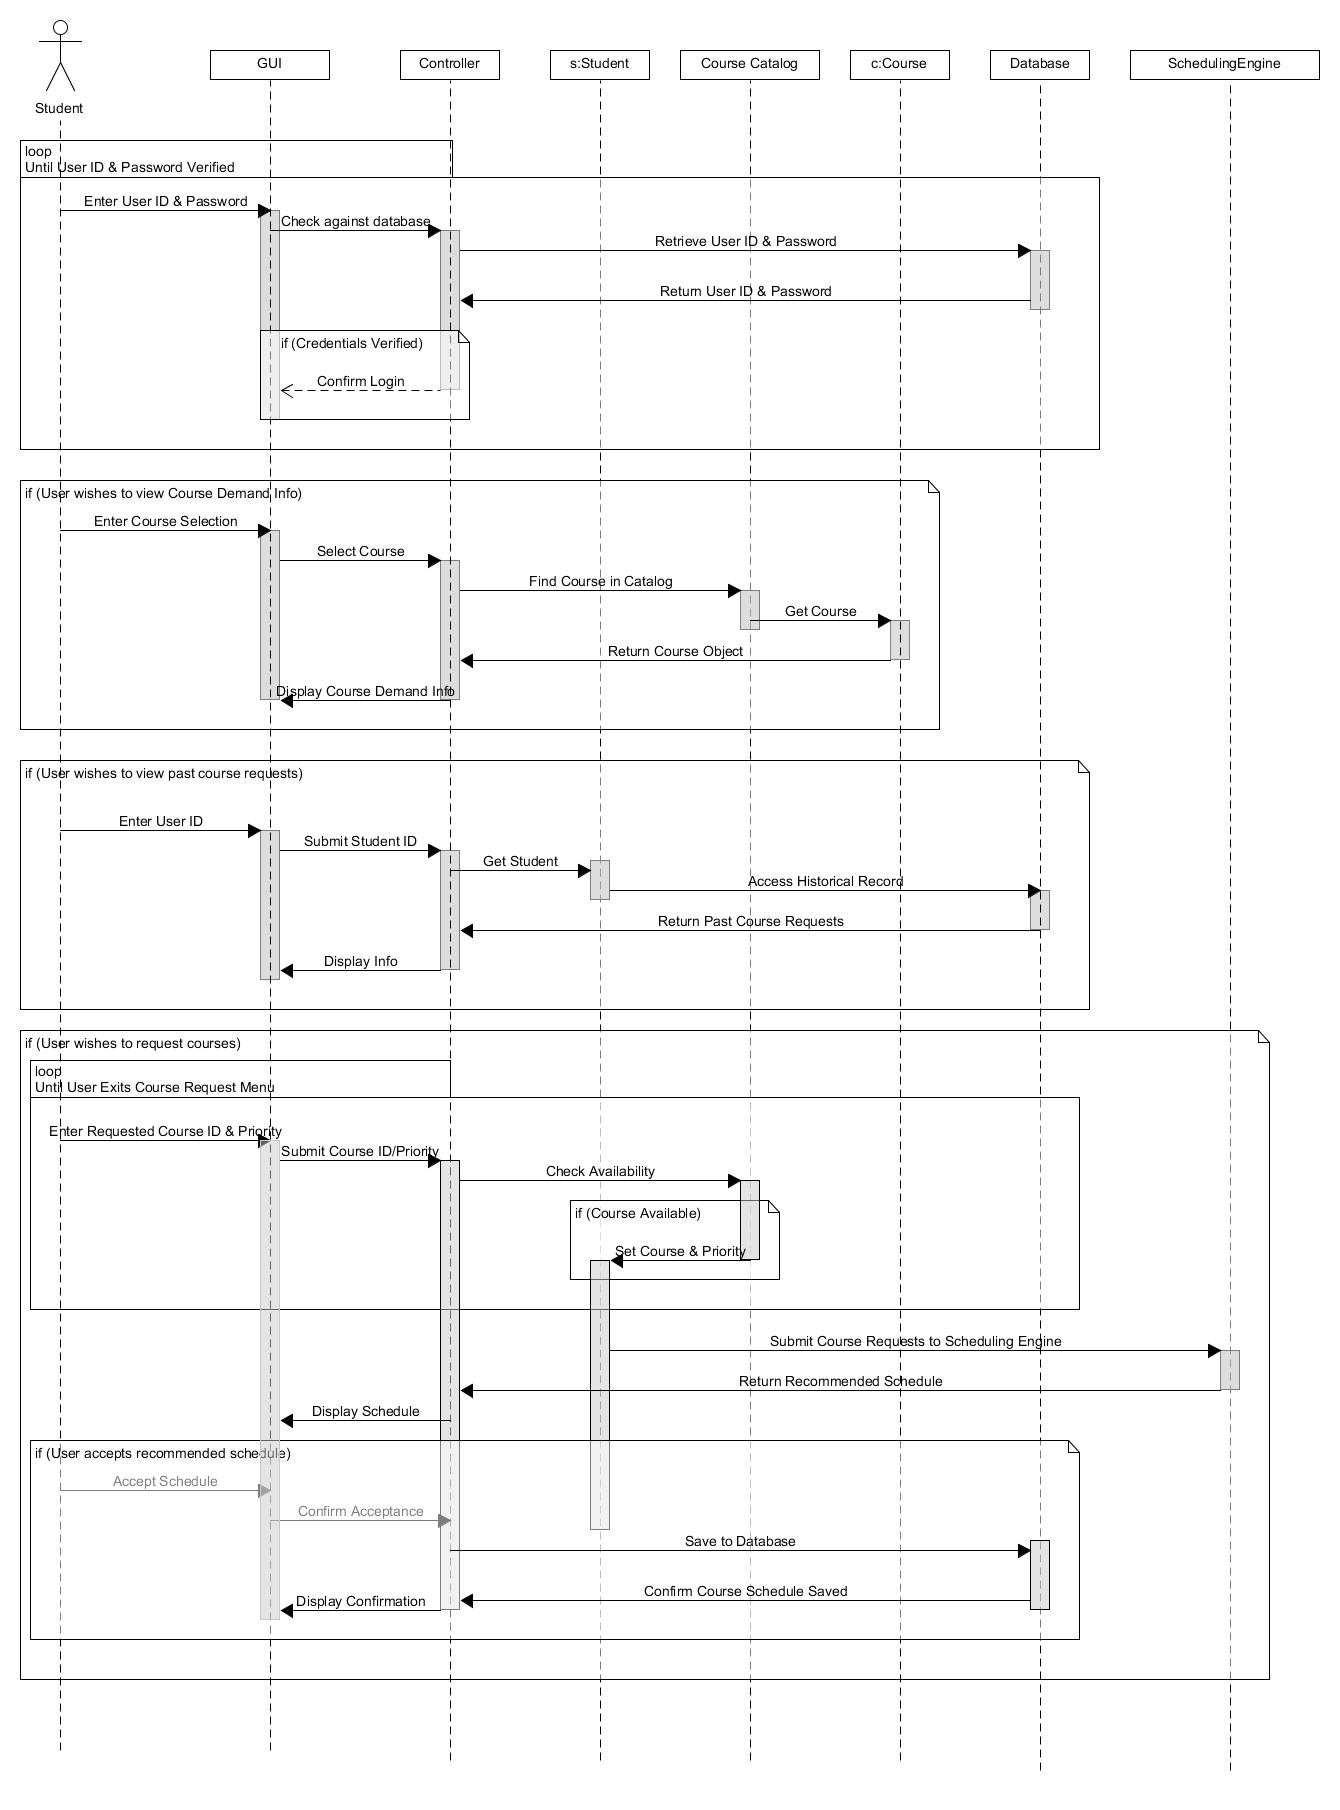 Student
GUI
Controller
s:Student
Course Catalog
c:Course
Database
SchedulingEngine
loop
Until User ID & Password Verified
Enter User ID & Password
Check against database
Retrieve User ID & Password
Return User ID & Password
if (Credentials Verified)
Confirm Login
if (User wishes to view Course Demand Info)
Enter Course Selection
Select Course
Find Course in Catalog
Get Course
Return Course Object
Display Course Demand Info
if (User wishes to view past course requests)
Enter User ID
Submit Student ID
Get Student
Access Historical Record
Return Past Course Requests
Display Info
if (User wishes to request courses)
loop
Until User Exits Course Request Menu
Enter Requested Course ID & Priority
Submit Course ID/Priority
Check Availability
if (Course Available)
Set Course & Priority
Submit Course Requests to Scheduling Engine
Return Recommended Schedule
Display Schedule
if (User accepts recommended schedule)
Accept Schedule
Confirm Acceptance
Save to Database
Confirm Course Schedule Saved
Display Confirmation